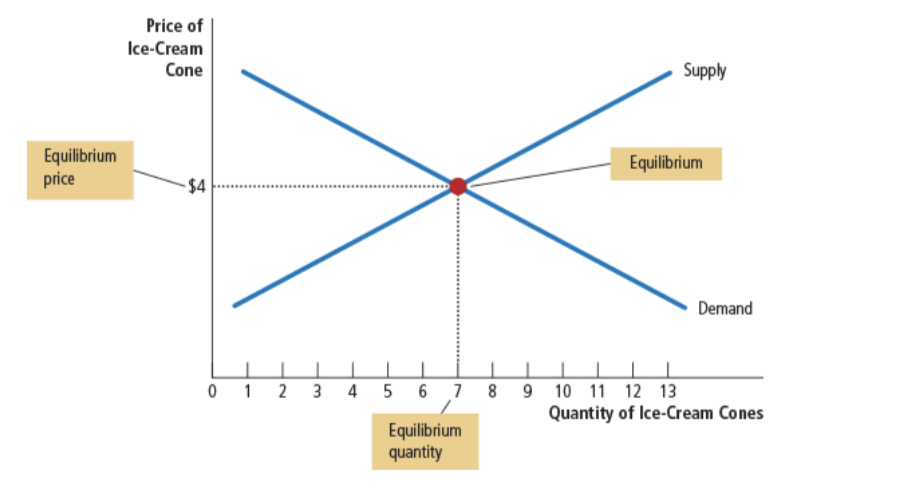 Price of
Ice-Cream
Cone
Supply
Equilibrium
price
Equilibrium
$4
Demand
0 1 2 3 4 5 6 7 8 9 10 11 12 13
Quantity of Ice-Cream Cones
Equilibrium
quantity